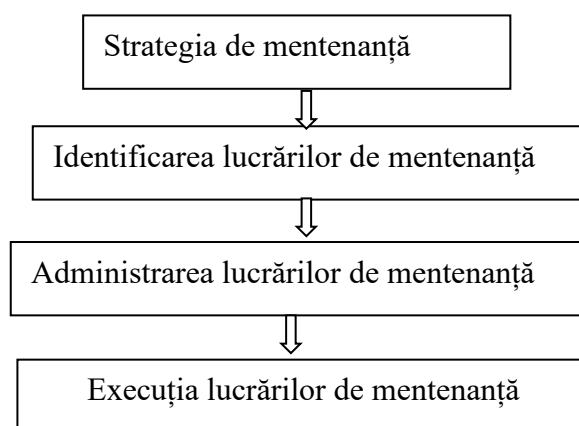 Strategia de mentenanță
Identificarea lucrărilor de mentenanță
Administrarea lucrărilor de mentenanță
Execuția lucrărilor de mentenanță